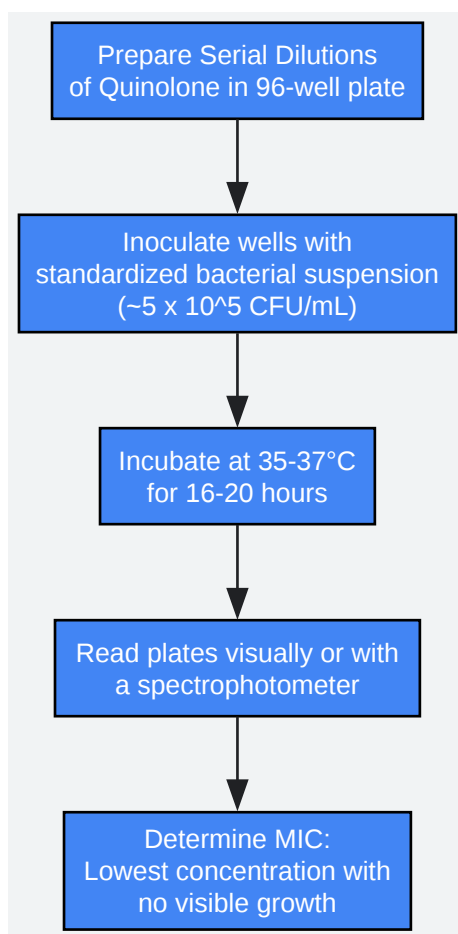 Prepare Serial Dilutions
of Quinolone in 96-well plate
Inoculate wells with
standardized bacterial suspension
(~5 x 10^5 CFU/mL)
Incubate at 35-37°C
for 16-20 hours
Read plates visually or with
a spectrophotometer
Determine MIC:
Lowest concentration with
no visible growth